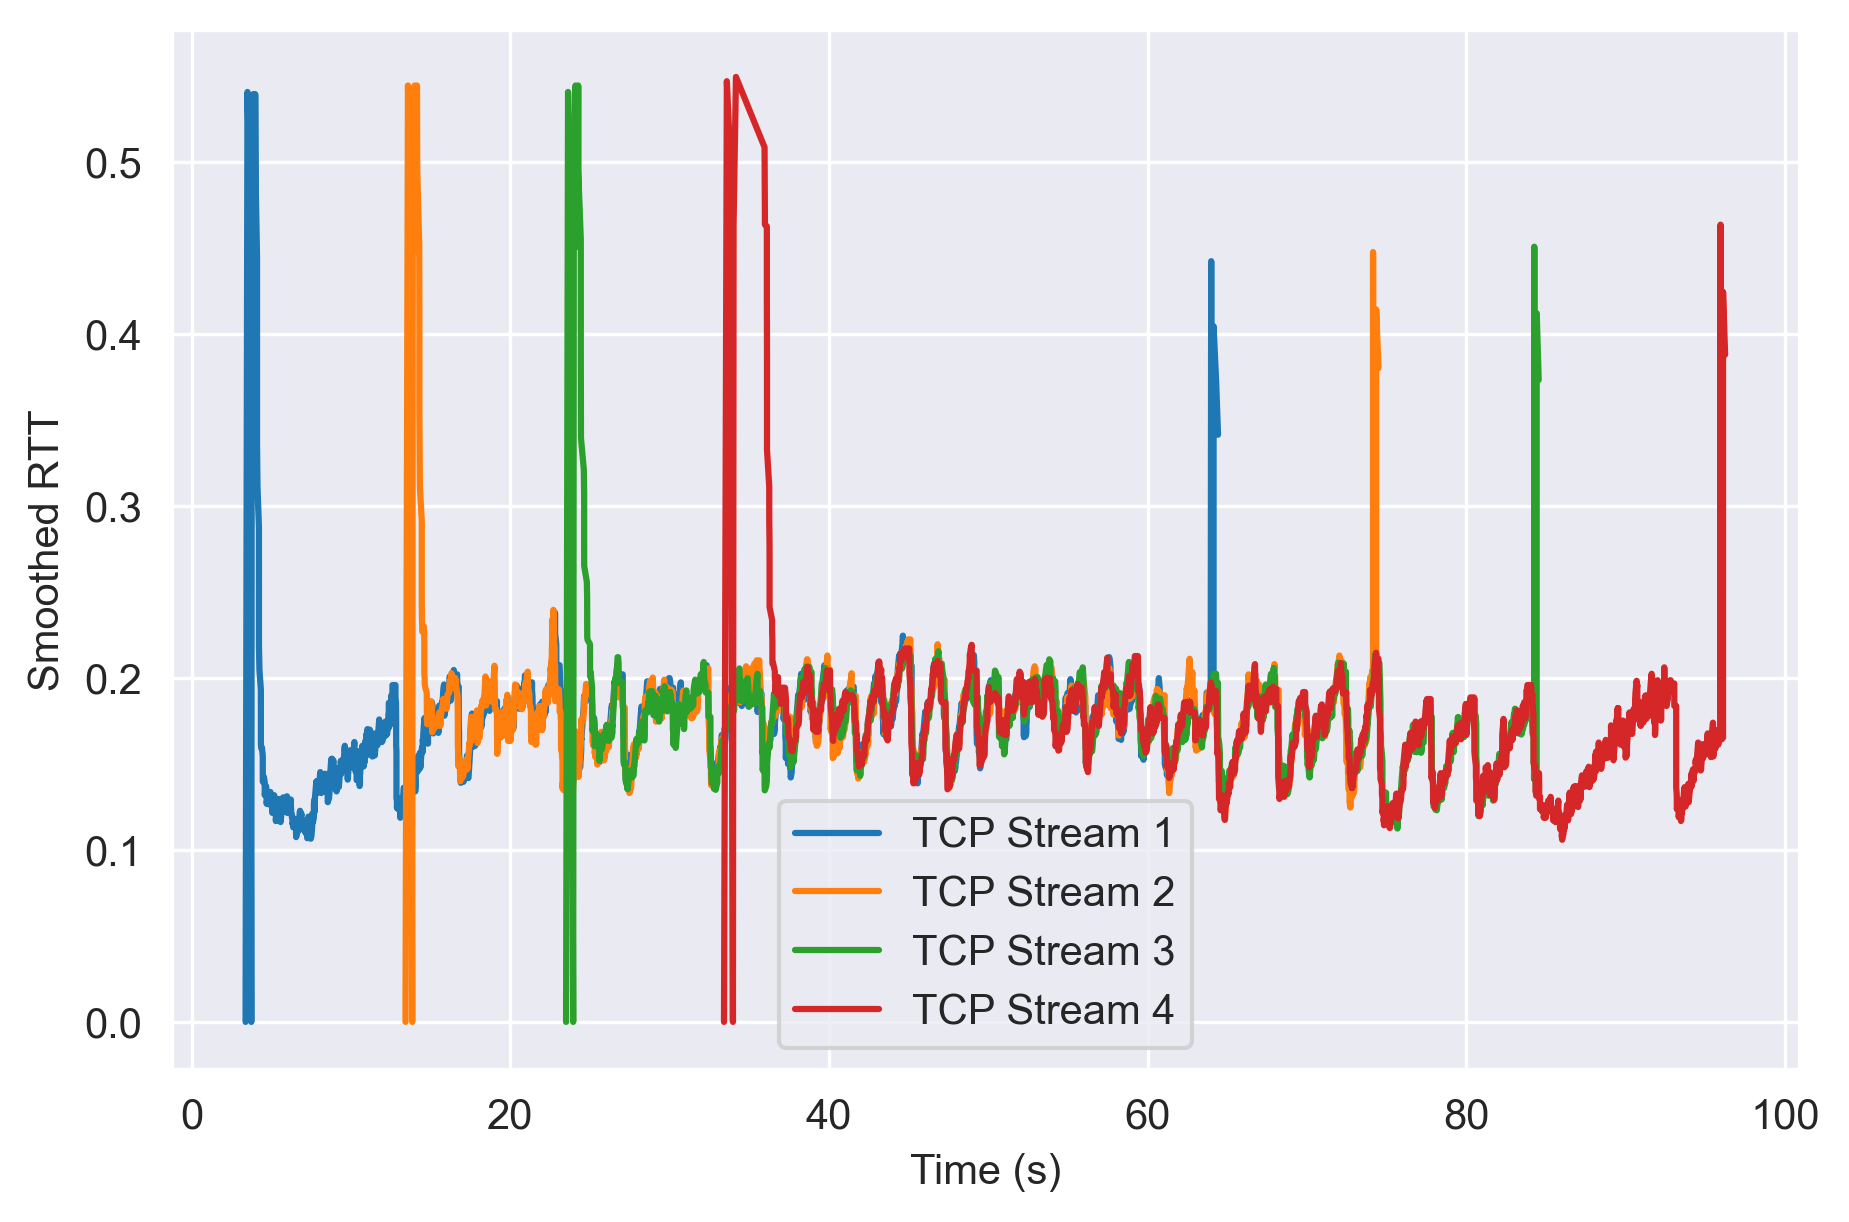 Smoothed RTT
0.5
0.4
0.3
0.2
0.1
0.0
TCP Stream 1
TCP Stream 2
TCP Stream 3
TCP Stream 4
0 20 40 60 80 100
Time (s)